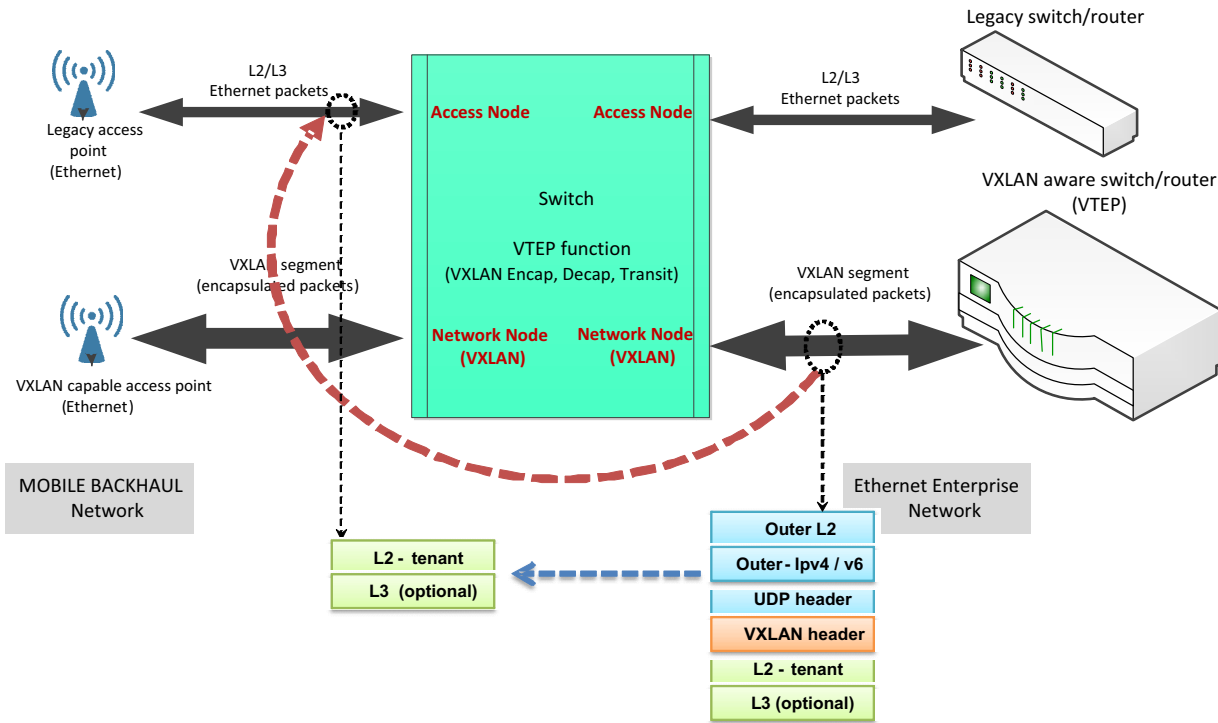 Legacy switch/router
L2/L3
Ethernet packets
L2/L3
Ethernet packets
Access Node
Access Node
Legacy access
point
(Ethernet)
VXLAN aware switch/router
(VTEP)
Switch
VTEP function
(VXLAN Encap, Decap, Transit)
VXLAN segment
(encapsulated packets)
VXLAN segment
(encapsulated packets)
Network Node
(VXLAN)
Network Node
(VXLAN)
VXLAN capable access point
(Ethernet)
MOBILE BACKHAUL
Network
Ethernet Enterprise
Network
Outer L2
Outer - Ipv4 / v6
UDP header
VXLAN header
L2 - tenant
L3 (optional)
L2 - tenant
L3 (optional)